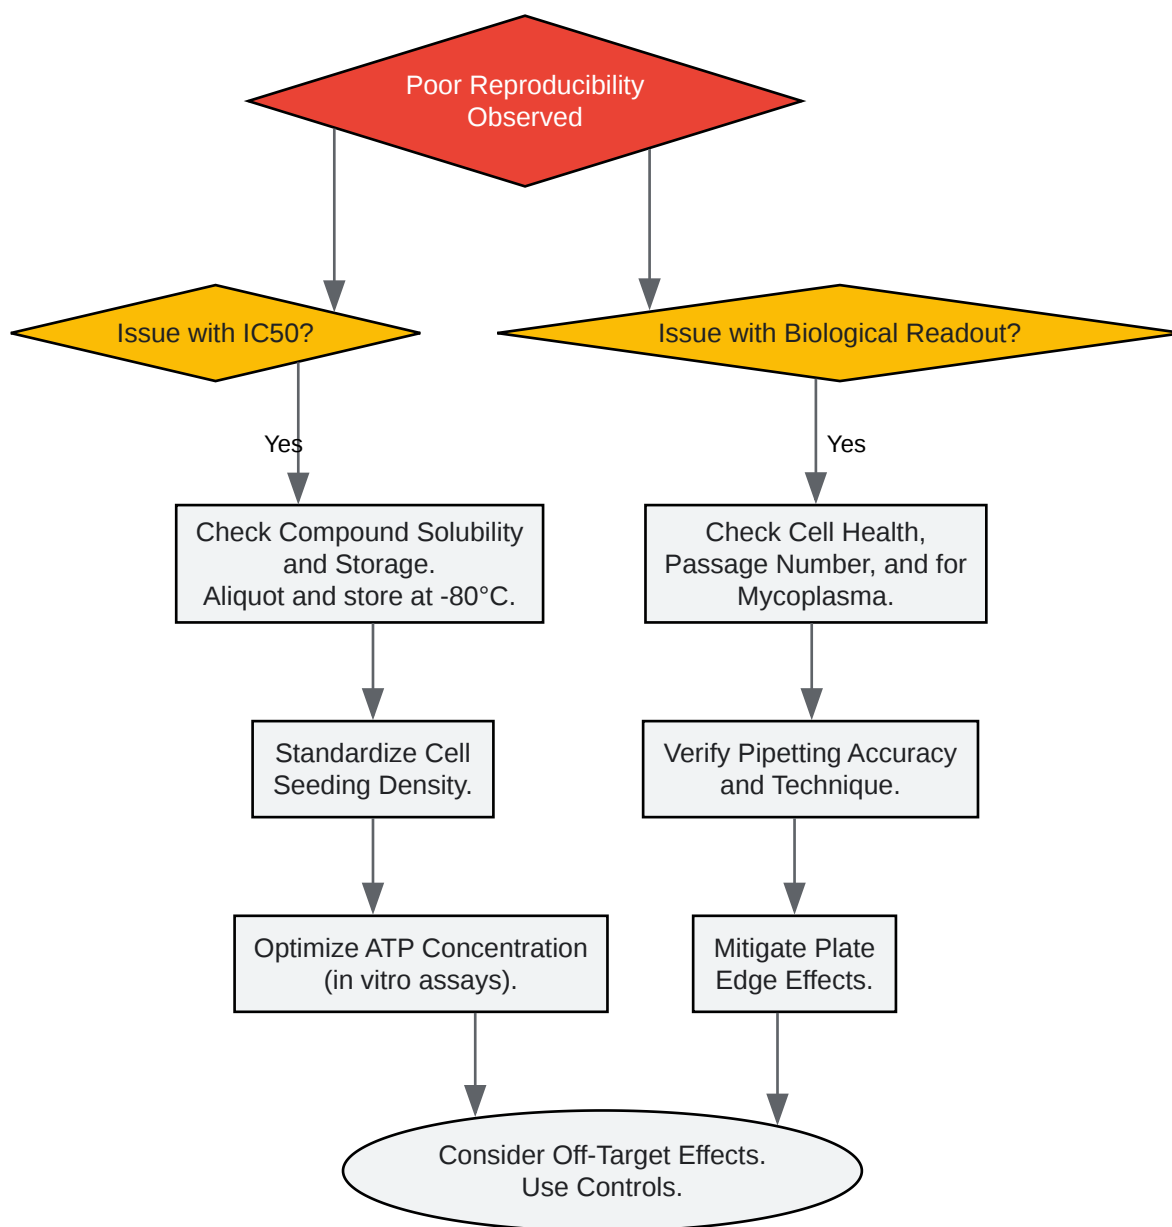 Poor Reproducibility
Observed
Issue with IC50?
Issue with Biological Readout?
Yes
Yes
Check Compound Solubility
and Storage.
Aliquot and store at -80°C.
Check Cell Health,
Passage Number, and for
Mycoplasma.
Standardize Cell
Seeding Density.
Verify Pipetting Accuracy
and Technique.
Optimize ATP Concentration
(in vitro assays).
Mitigate Plate
Edge Effects.
Consider Off-Target Effects.
Use Controls.